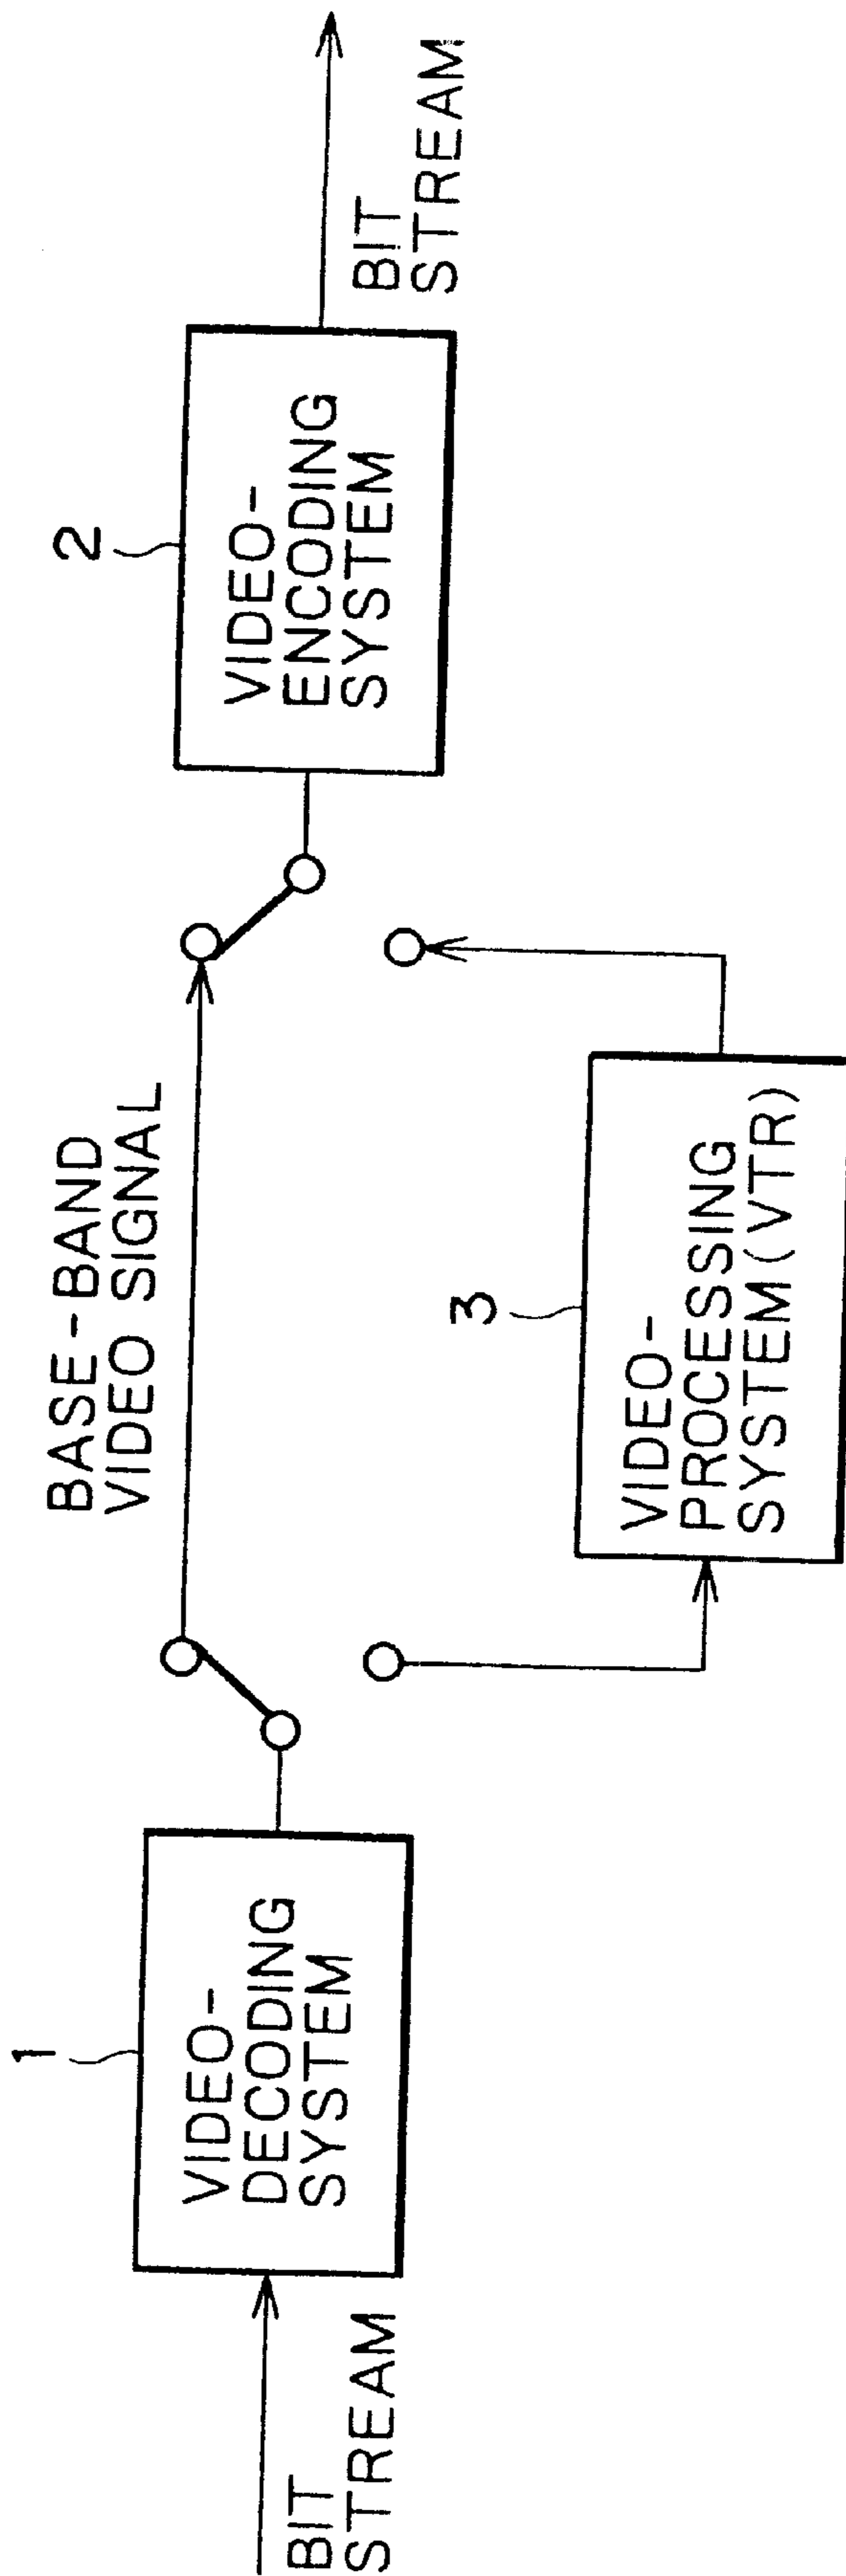 BIT
STREAM
1
VIDEO-
DECODING
SYSTEM
BASE-BAND
VIDEO SIGNAL
3
VIDEO-
PROCESSING
SYSTEM(VTR)
2
VIDEO-
ENCODING
SYSTEM
BIT
STREAM